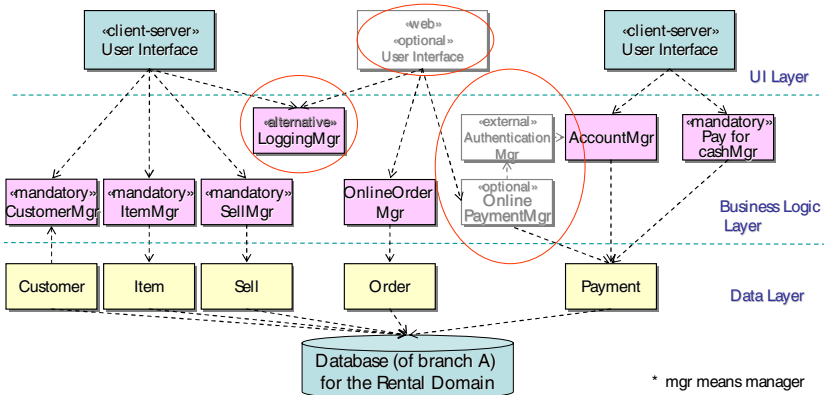 «client-server»
User Interface
«web»
«optional»
User Interface
«client-server»
User Interface
UI Layer
«alternative»
LoggingMgr
«external»
Authentication
Mgr
AccountMgr
«mandatory»
Pay for
cashMgr
«mandatory»
CustomerMgr
«mandatory»
ItemMgr
«mandatory»
SellMgr
OnlineOrder
Mgr
«optional»
Online
PaymentMgr
Business Logic
Layer
Customer
Item
Sell
Order
Payment
Data Layer
Database (of branch A)
for the Rental Domain
* mgr means manager